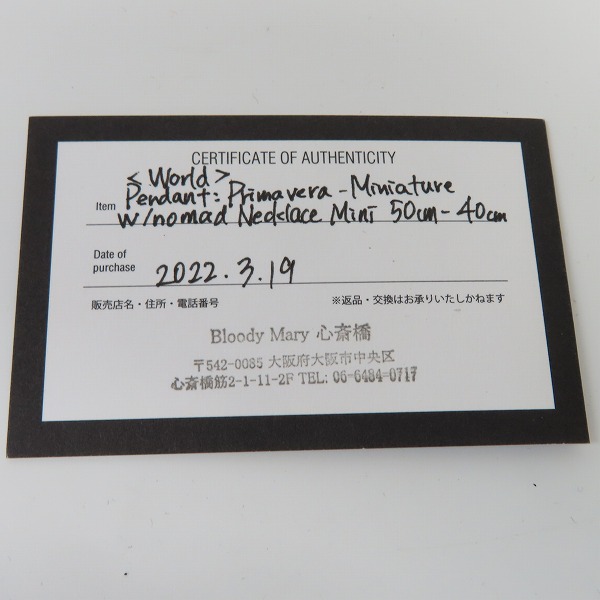 CERTIFICATE OF AUTHENTICITY
<World>
Item Pendant: Primavera - Miniature
w/nomad Necklace Mini 50cm - 40cm
Date of
purchase 2022.3.19
販売店名・住所・電話番号 ※返品・交換はお承りいたしかねます
Bloody Mary 心斎橋
〒542-0085 大阪府大阪市中央区
心斎橋筋2-1-11-2F TEL: 06-6484-0717